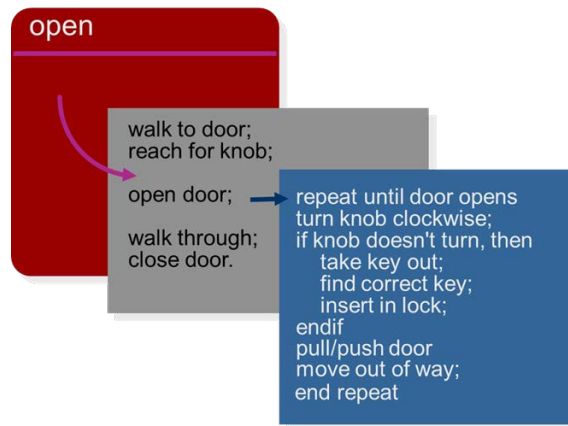 open
walk to door;
reach for knob;
open door;
walk through;
close door.
repeat until door opens
turn knob clockwise;
if knob doesn't turn, then
take key out;
find correct key;
insert in lock;
endif
pull/push door
move out of way;
end repeat